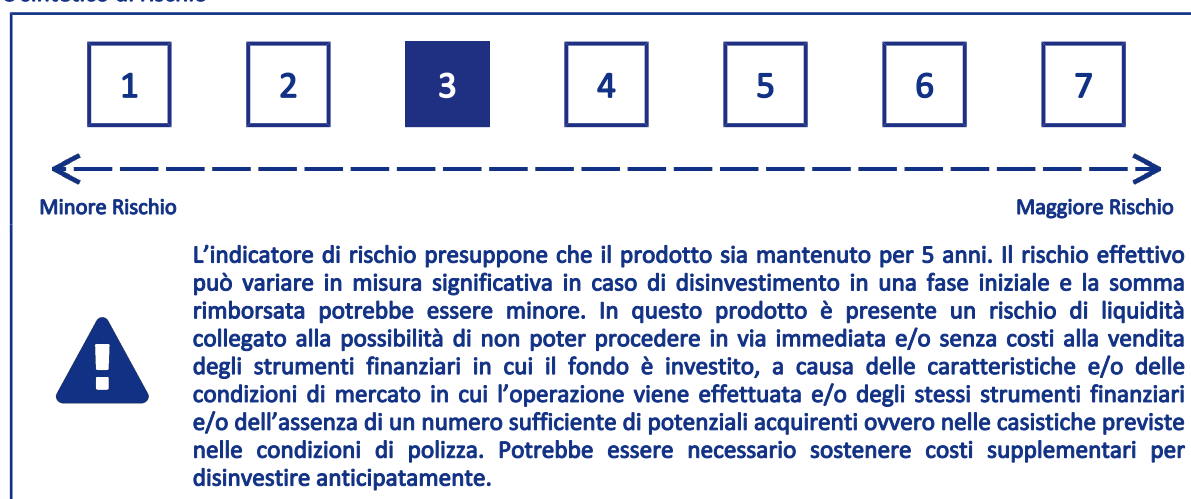 1 2 3 4 5 6 7
Minore Rischio Maggiore Rischio
L’indicatore di rischio presuppone che il prodotto sia mantenuto per 5 anni. Il rischio effettivo
può variare in misura significativa in caso di disinvestimento in una fase iniziale e la somma
rimborsata potrebbe essere minore. In questo prodotto è presente un rischio di liquidità
collegato alla possibilità di non poter procedere in via immediata e/o senza costi alla vendita
degli strumenti finanziari in cui il fondo è investito, a causa delle caratteristiche e/o delle
condizioni di mercato in cui l’operazione viene effettuata e/o degli stessi strumenti finanziari
e/o dell’assenza di un numero sufficiente di potenziali acquirenti ovvero nelle casistiche previste
nelle condizioni di polizza. Potrebbe essere necessario sostenere costi supplementari per
disinvestire anticipatamente.